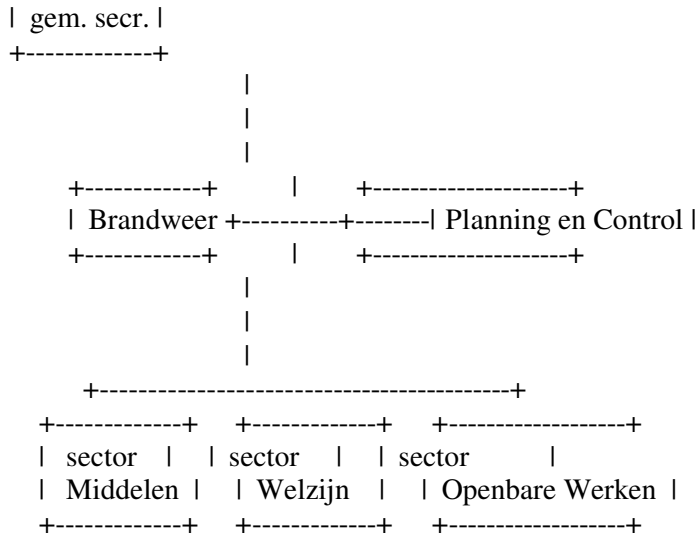 | gem. secr. |
+-------------+
|
|
|
+------------+ | +--------------------+
| Brandweer +----------+-------| Planning en Control |
+------------+ | +--------------------+
|
|
|
+---------------------------------------+
+------------+ +------------+ +------------------+
| sector | | sector | | sector |
| Middelen | | Welzijn | | Openbare Werken |
+------------+ +------------+ +------------------+